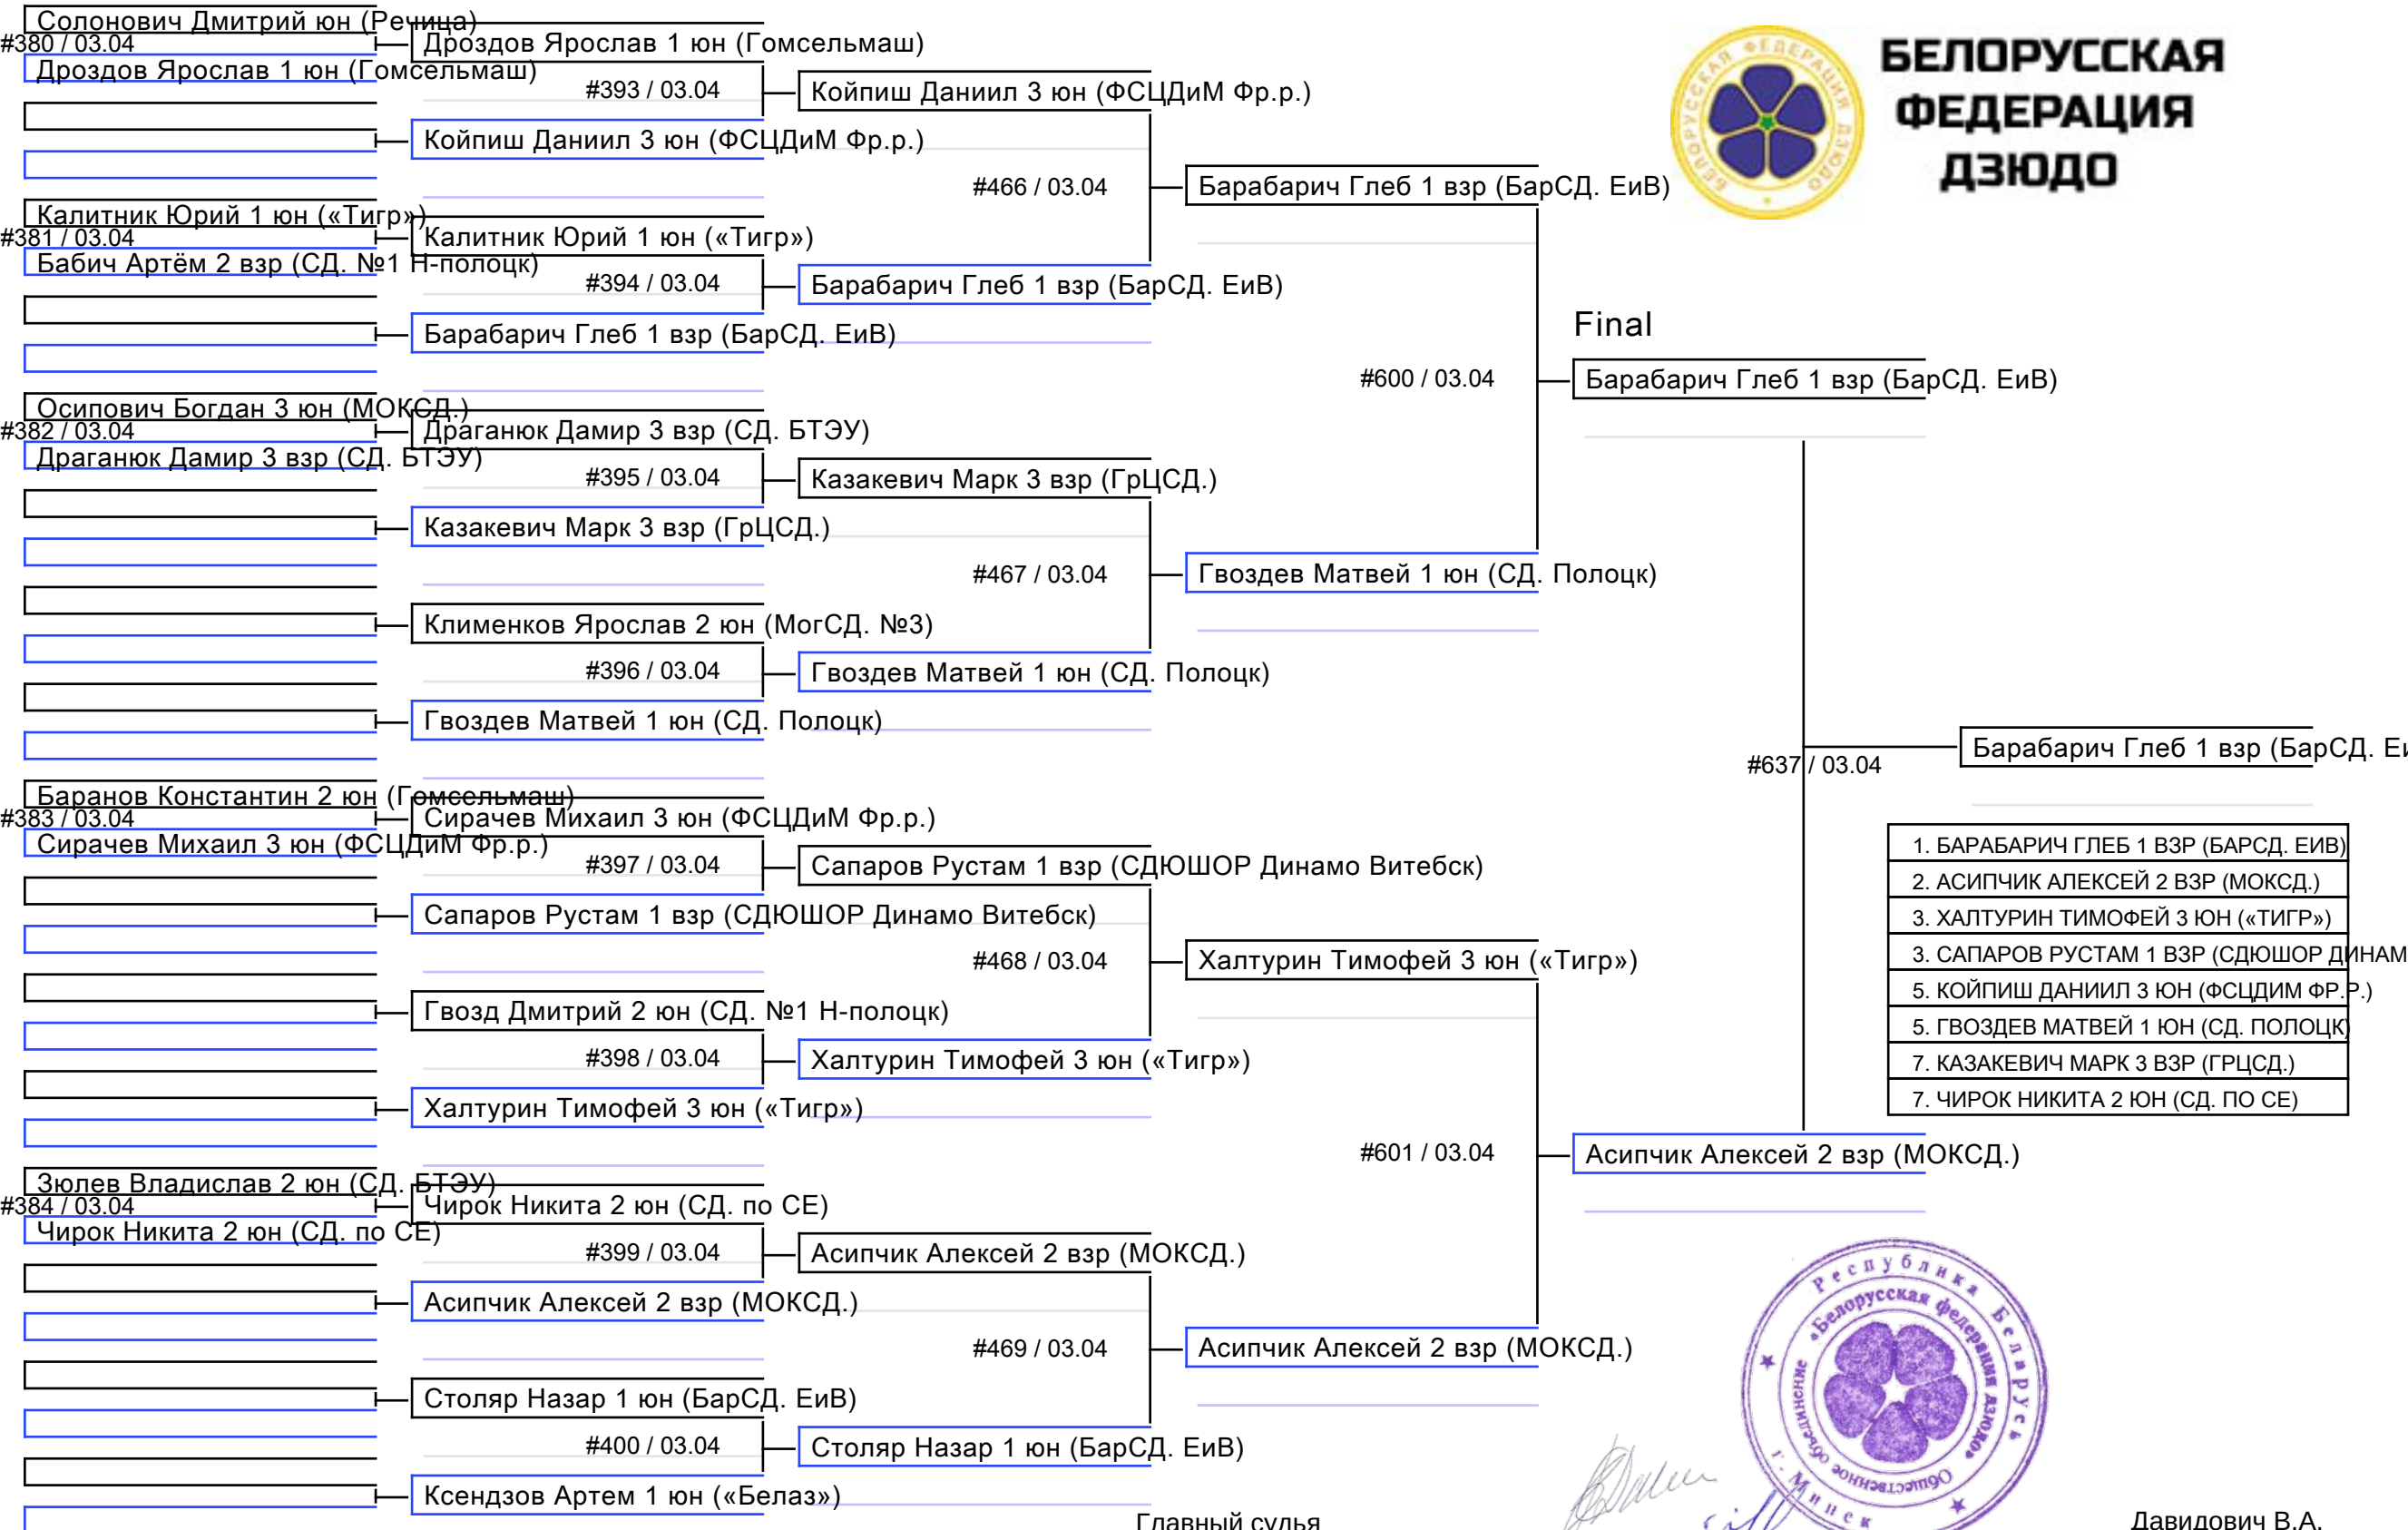 Солонович Дмитрий юн (Речица)
#380 / 03.04
Дроздов Ярослав 1 юн (Гомсельмаш)
Калитник Юрий 1 юн («Тигр»)
#381 / 03.04
Бабич Артём 2 взр (СД. №1 Н-полоцк)
Осипович Богдан 3 юн (МОКСД.)
#382 / 03.04
Драганюк Дамир 3 взр (СД. БТЭУ)
Баранов Константин 2 юн (Гомсельмаш)
#383 / 03.04
Сирачев Михаил 3 юн (ФСЦДиМ Фр.р.)
Зюлев Владислав 2 юн (СД. БТЭУ)
#384 / 03.04
Чирок Никита 2 юн (СД. по СЕ)
Дроздов Ярослав 1 юн (Гомсельмаш)
#393 / 03.04
Койпиш Даниил 3 юн (ФСЦДиМ Фр.р.)
Калитник Юрий 1 юн («Тигр»)
#394 / 03.04
Барабарич Глеб 1 взр (БарСД. ЕиВ)
Драганюк Дамир 3 взр (СД. БТЭУ)
#395 / 03.04
Казакевич Марк 3 взр (ГрЦСД.)
Клименков Ярослав 2 юн (МогСД. №3)
#396 / 03.04
Гвоздев Матвей 1 юн (СД. Полоцк)
Сирачев Михаил 3 юн (ФСЦДиМ Фр.р.)
#397 / 03.04
Сапаров Рустам 1 взр (СДЮШОР Динамо Витебск)
Гвозд Дмитрий 2 юн (СД. №1 Н-полоцк)
#398 / 03.04
Халтурин Тимофей 3 юн («Тигр»)
Чирок Никита 2 юн (СД. по СЕ)
#399 / 03.04
Асипчик Алексей 2 взр (МОКСД.)
Столяр Назар 1 юн (БарСД. ЕиВ)
#400 / 03.04
Ксендзов Артем 1 юн («Белаз»)
Койпиш Даниил 3 юн (ФСЦДиМ Фр.р.)
#466 / 03.04
Барабарич Глеб 1 взр (БарСД. ЕиВ)
Казакевич Марк 3 взр (ГрЦСД.)
#467 / 03.04
Гвоздев Матвей 1 юн (СД. Полоцк)
Сапаров Рустам 1 взр (СДЮШОР Динамо Витебск)
#468 / 03.04
Халтурин Тимофей 3 юн («Тигр»)
Асипчик Алексей 2 взр (МОКСД.)
#469 / 03.04
Столяр Назар 1 юн (БарСД. ЕиВ)
Барабарич Глеб 1 взр (БарСД. ЕиВ)
#600 / 03.04
Гвоздев Матвей 1 юн (СД. Полоцк)
Халтурин Тимофей 3 юн («Тигр»)
#601 / 03.04
Асипчик Алексей 2 взр (МОКСД.)
Final
Барабарич Глеб 1 взр (БарСД. ЕиВ)
#637 / 03.04
Асипчик Алексей 2 взр (МОКСД.)
Барабарич Глеб 1 взр (БарСД. Еи
1. БАРАБАРИЧ ГЛЕБ 1 ВЗР (БАРСД. ЕИВ)
2. АСИПЧИК АЛЕКСЕЙ 2 ВЗР (МОКСД.)
3. ХАЛТУРИН ТИМОФЕЙ 3 ЮН («ТИГР»)
3. САПАРОВ РУСТАМ 1 ВЗР (СДЮШОР ДИНАМ
5. КОЙПИШ ДАНИИЛ 3 ЮН (ФСЦДИМ ФР.Р.)
5. ГВОЗДЕВ МАТВЕЙ 1 ЮН (СД. ПОЛОЦК)
7. КАЗАКЕВИЧ МАРК 3 ВЗР (ГРЦСД.)
7. ЧИРОК НИКИТА 2 ЮН (СД. ПО СЕ)
БЕЛОРУССКАЯ ФЕДЕРАЦИЯ ДЗЮДО
БЕЛОРУССКАЯ
ФЕДЕРАЦИЯ
ДЗЮДО
Республика Беларусь
г. Минск
Общественное объединение
«Белорусская федерация дзюдо»
Главный судья
Давидович В.А.